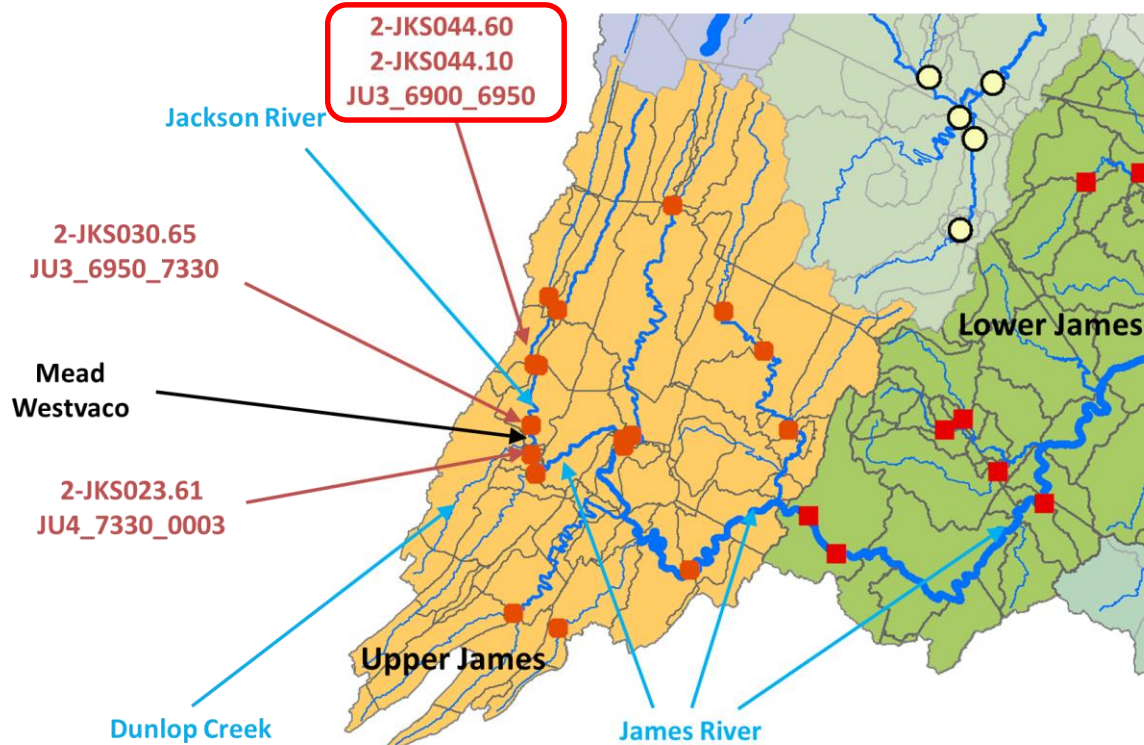 2-JKS044.60
2-JKS044.10
JU3_6900_6950
Jackson River
2-JKS030.65
JU3_6950_7330
Lower James
Mead
Westvaco
2-JKS023.61
JU4_7330_0003
Upper James
Dunlop Creek
James River